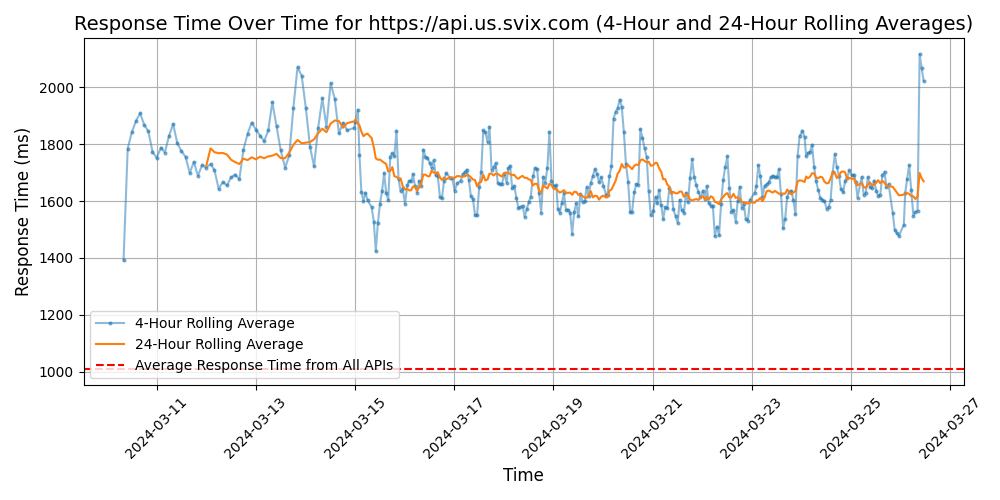 Response Time Over Time for https://api.us.svix.com (4-Hour and 24-Hour Rolling Averages)
Response Time (ms)
2000
1800
1600
1400
1200
1000
4-Hour Rolling Average
24-Hour Rolling Average
Average Response Time from All APIs
2024-03-11
2024-03-13
2024-03-15
2024-03-17
2024-03-19
2024-03-21
2024-03-23
2024-03-25
2024-03-27
Time